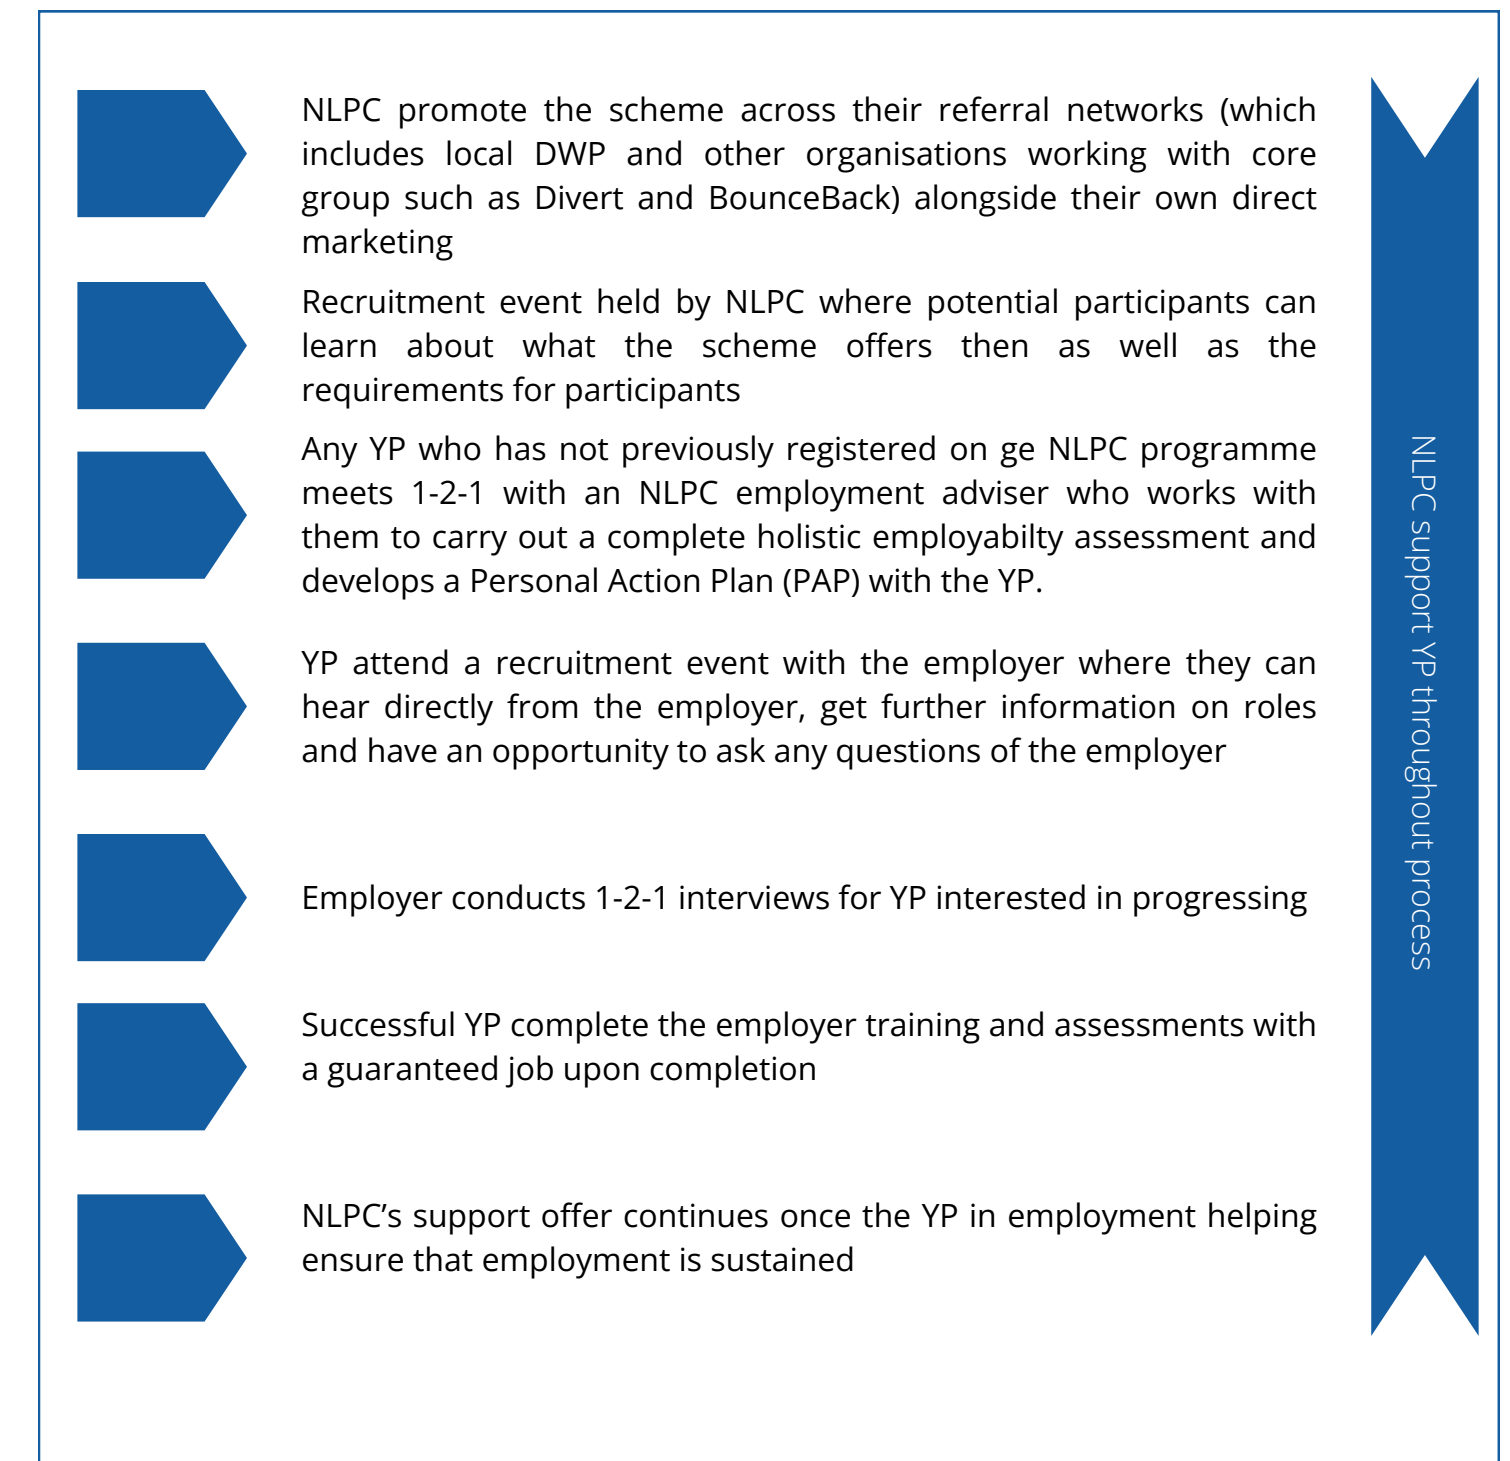 NLPC promote the scheme across their referral networks (which
includes local DWP and other organisations working with core
group such as Divert and BounceBack) alongside their own direct
marketing
Recruitment event held by NLPC where potential participants can
learn about what the scheme offers then as well as the
requirements for participants
Any YP who has not previously registered on ge NLPC programme
meets 1-2-1 with an NLPC employment adviser who works with
them to carry out a complete holistic employabilty assessment and
develops a Personal Action Plan (PAP) with the YP.
YP attend a recruitment event with the employer where they can
hear directly from the employer, get further information on roles
and have an opportunity to ask any questions of the employer
Employer conducts 1-2-1 interviews for YP interested in progressing
Successful YP complete the employer training and assessments with
a guaranteed job upon completion
NLPC’s support offer continues once the YP in employment helping
ensure that employment is sustained
NLPC support YP throughout process